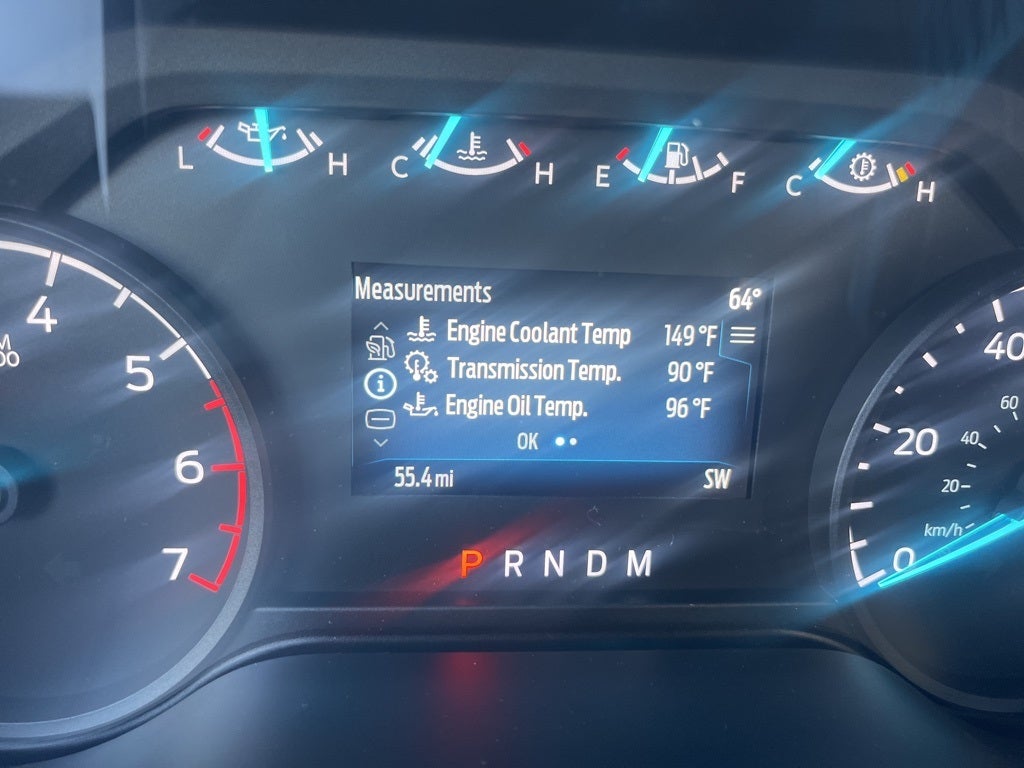 L H C H E F C H
Measurements 64°
Engine Coolant Temp 149 °F
Transmission Temp. 90 °F
Engine Oil Temp. 96 °F
OK
55.4 mi SW
P R N D M
4
5
6
7
40
20
0
60
40
20
km/h